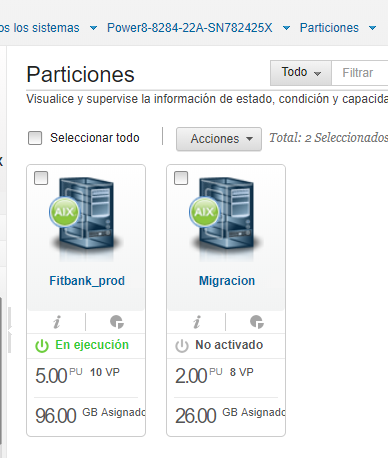 os los sistemas Power8-8284-22A-SN782425X Particiones
Particiones
Todo Filtrar
Visualice y supervise la información de estado, condición y capacida
Seleccionar todo Acciones Total: 2 Seleccionados
X
AIX AIX
Fitbank_prod Migracion
i i
En ejecución No activado
5.00 PU 10 VP 2.00 PU 8 VP
96.00 GB Asignado 26.00 GB Asignado